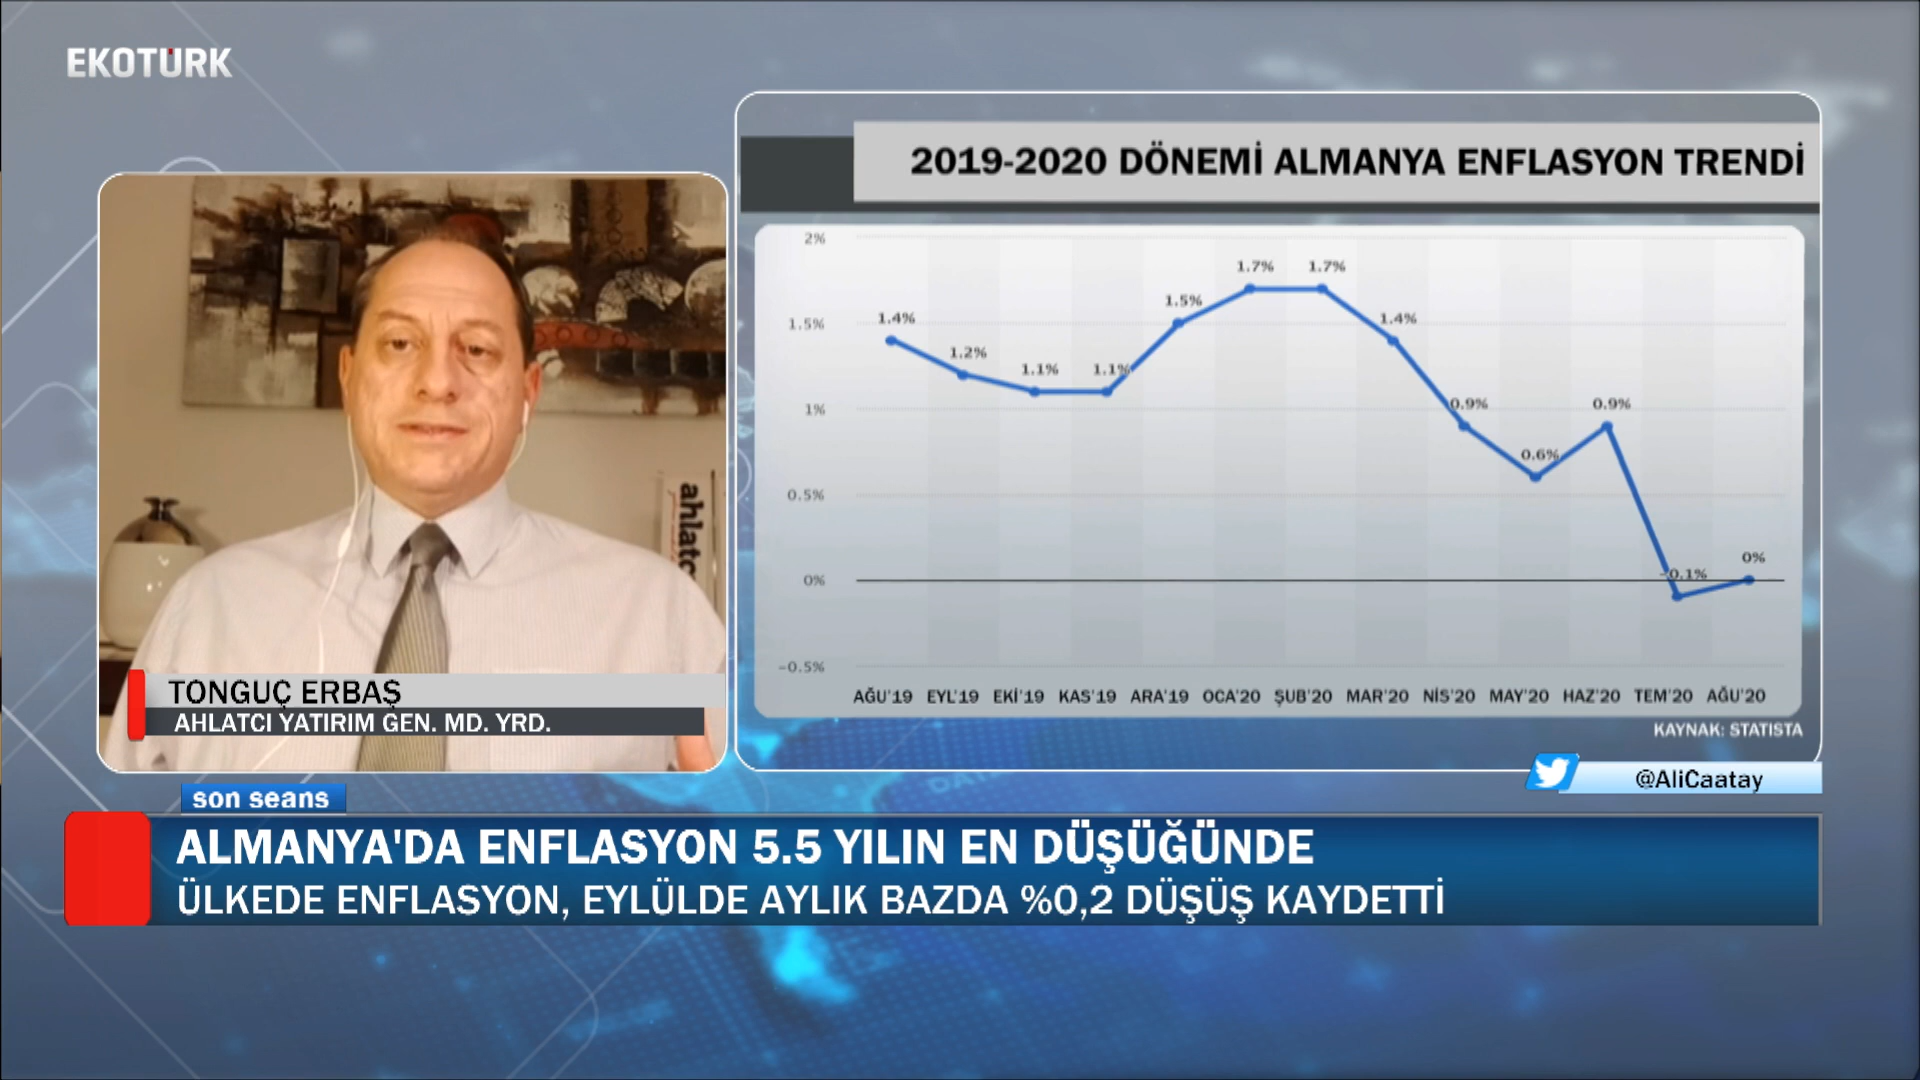 EKOTÜRK
2019-2020 DÖNEMİ ALMANYA ENFLASYON TRENDİ
2%
1.5%
1%
0.5%
0%
-0.5%
1.4%
1.2%
1.1%
1.1%
1.5%
1.7%
1.7%
1.4%
0.9%
0.6%
0.9%
-0.1%
0%
AĞU'19 EYL'19 EKİ'19 KAS'19 ARA'19 OCA'20 ŞUB'20 MAR'20 NİS'20 MAY'20 HAZ'20 TEM'20 AĞU'20
KAYNAK: STATISTA
ahlatc
TONGUÇ ERBAŞ
AHLATCI YATIRIM GEN. MD. YRD.
@AliCaatay
son seans
ALMANYA'DA ENFLASYON 5.5 YILIN EN DÜŞÜĞÜNDE
ÜLKEDE ENFLASYON, EYLÜLDE AYLIK BAZDA %0,2 DÜŞÜŞ KAYDETTİ